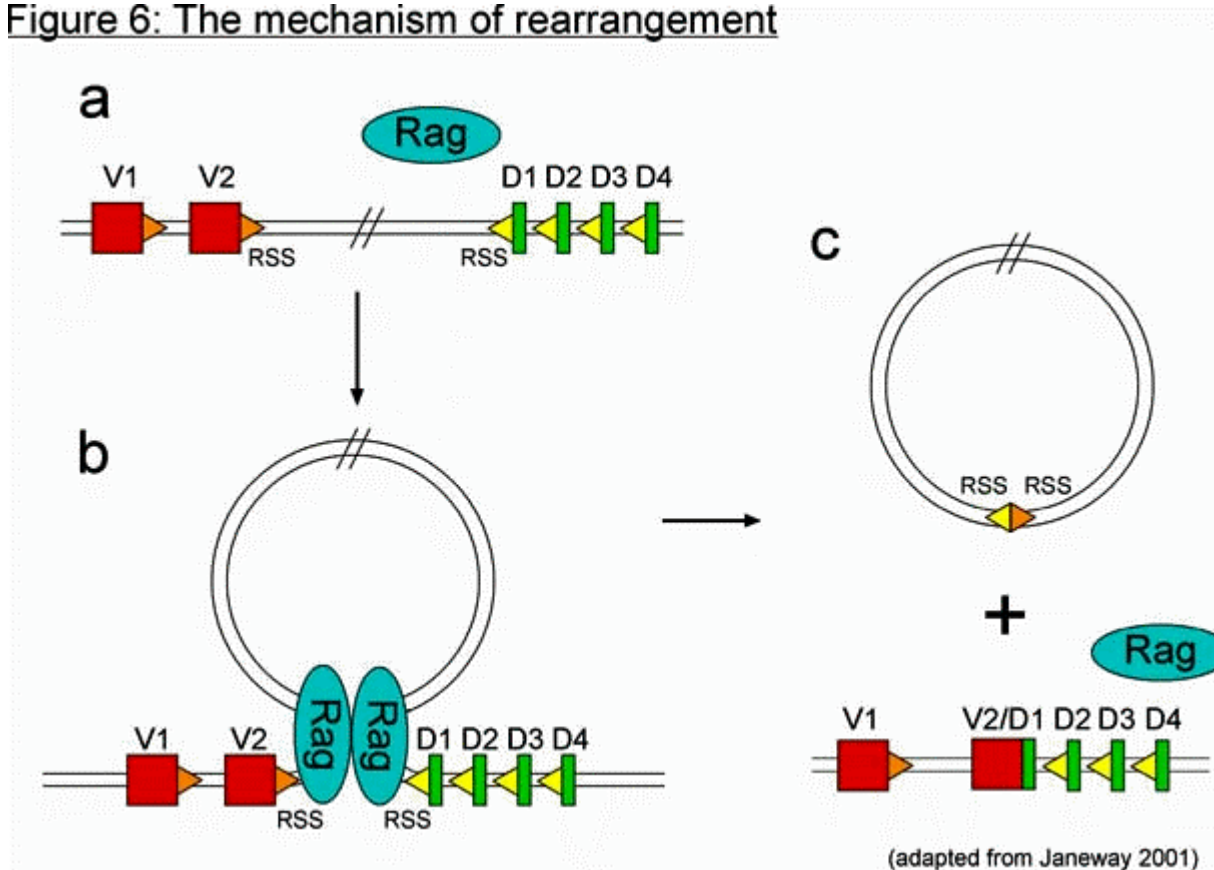 Figure 6: The mechanism of rearrangement
a
Rag
V1 V2 D1 D2 D3 D4
RSS RSS
b
Rag Rag
V1 V2 D1 D2 D3 D4
RSS RSS
c
RSS RSS
+
Rag
V1 V2/D1 D2 D3 D4
(adapted from Janeway 2001)